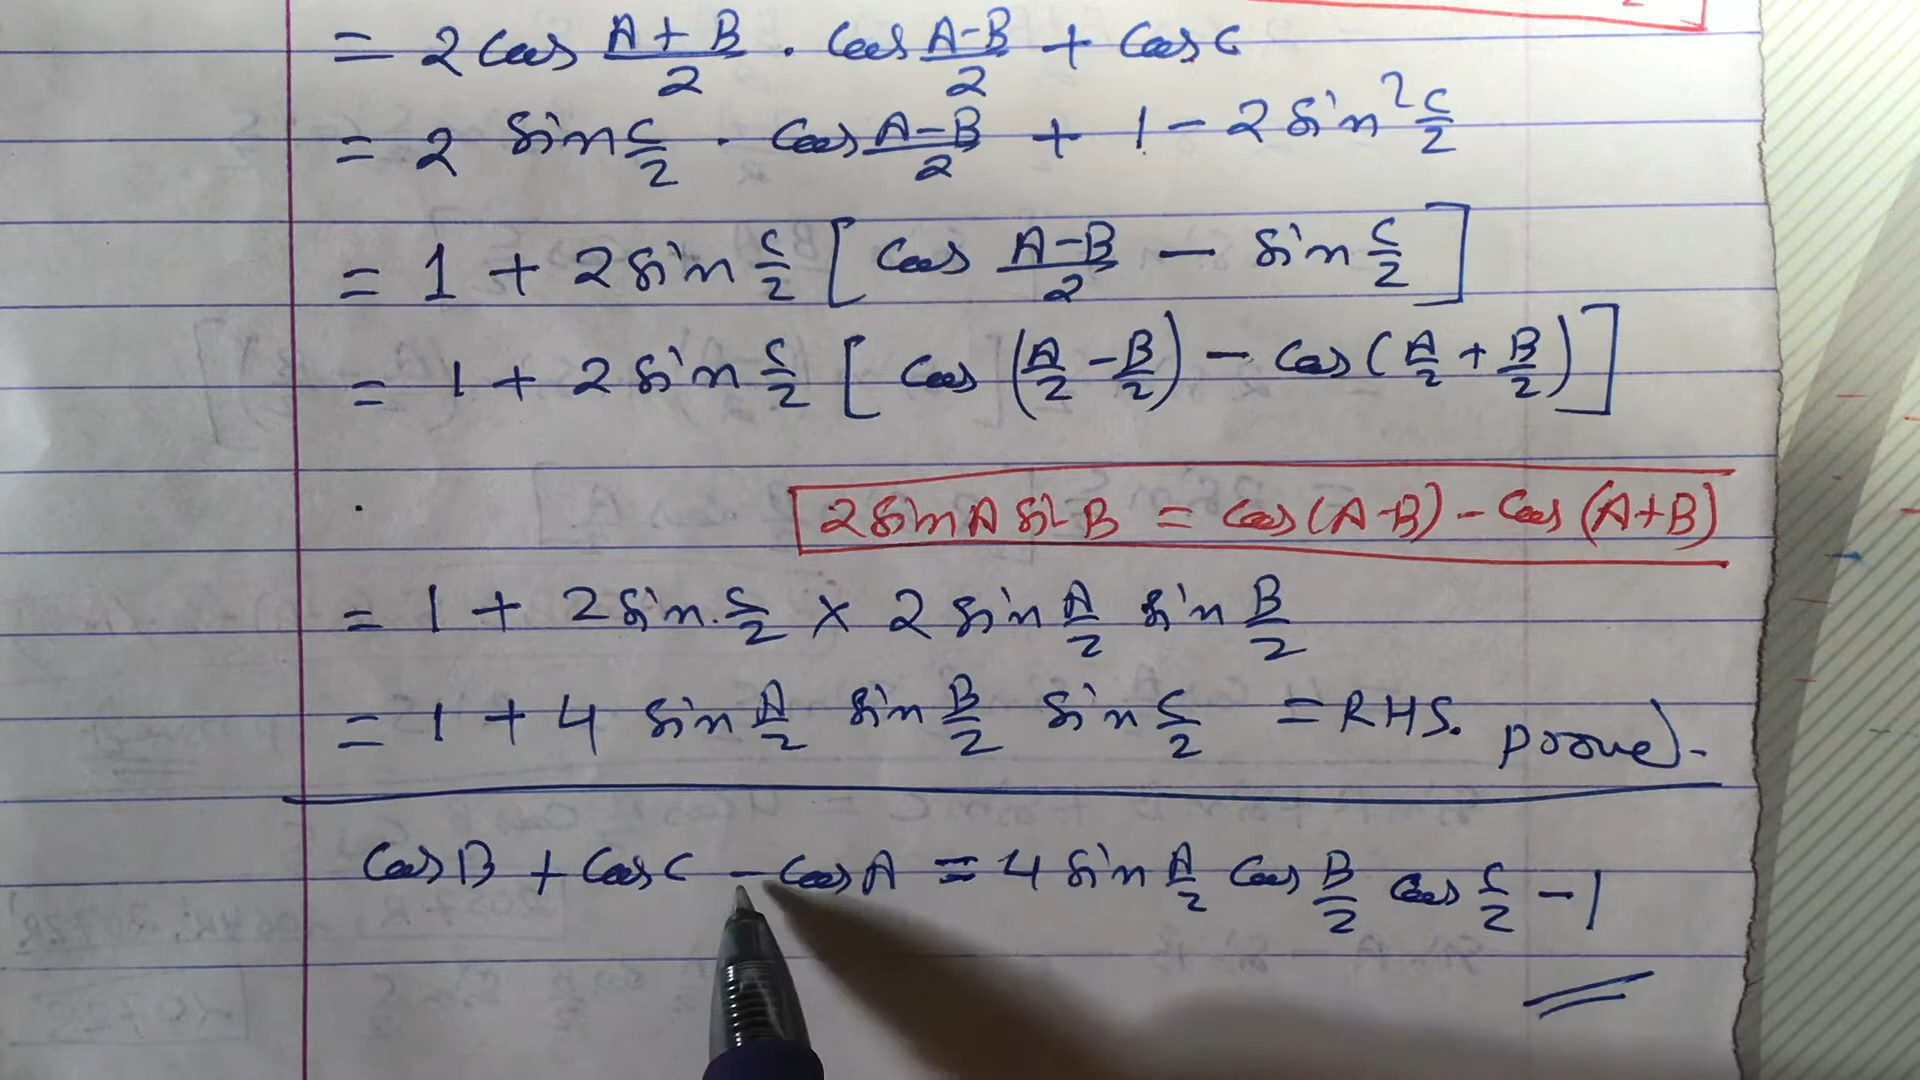 = 2 cos A+B/2 . cos A-B/2 + cos C
= 2 sin C/2 . cos A-B/2 + 1 - 2 sin² C/2
= 1 + 2 sin C/2 [ cos A-B/2 - sin C/2 ]
= 1 + 2 sin C/2 [ cos (A/2 - B/2) - cos (A/2 + B/2) ]
2 sin A sin B = cos (A-B) - cos (A+B)
= 1 + 2 sin. C/2 × 2 sin A/2 sin B/2
= 1 + 4 sin A/2 sin B/2 sin C/2 = RHS. proved.
cos B + cos C - cos A = 4 sin A/2 cos B/2 cos C/2 - 1